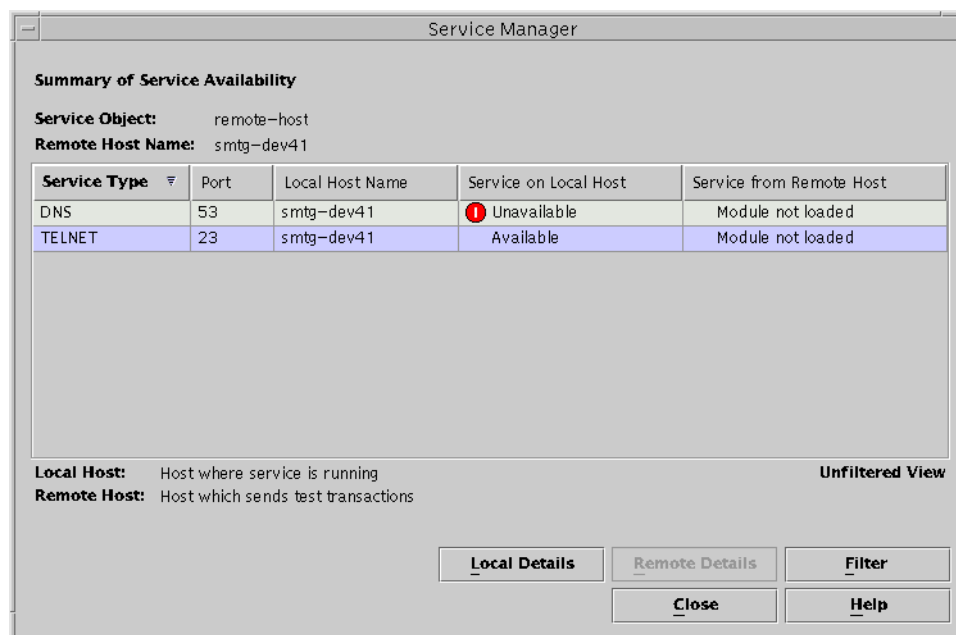 Service Manager
Summary of Service Availability
Service Object: remote-host
Remote Host Name: smtg-dev41
Service Type Port Local Host Name Service on Local Host Service from Remote Host
DNS 53 smtg-dev41 Unavailable Module not loaded
TELNET 23 smtg-dev41 Available Module not loaded
Local Host: Host where service is running Unfiltered View
Remote Host: Host which sends test transactions
Local Details Remote Details Filter
Close Help